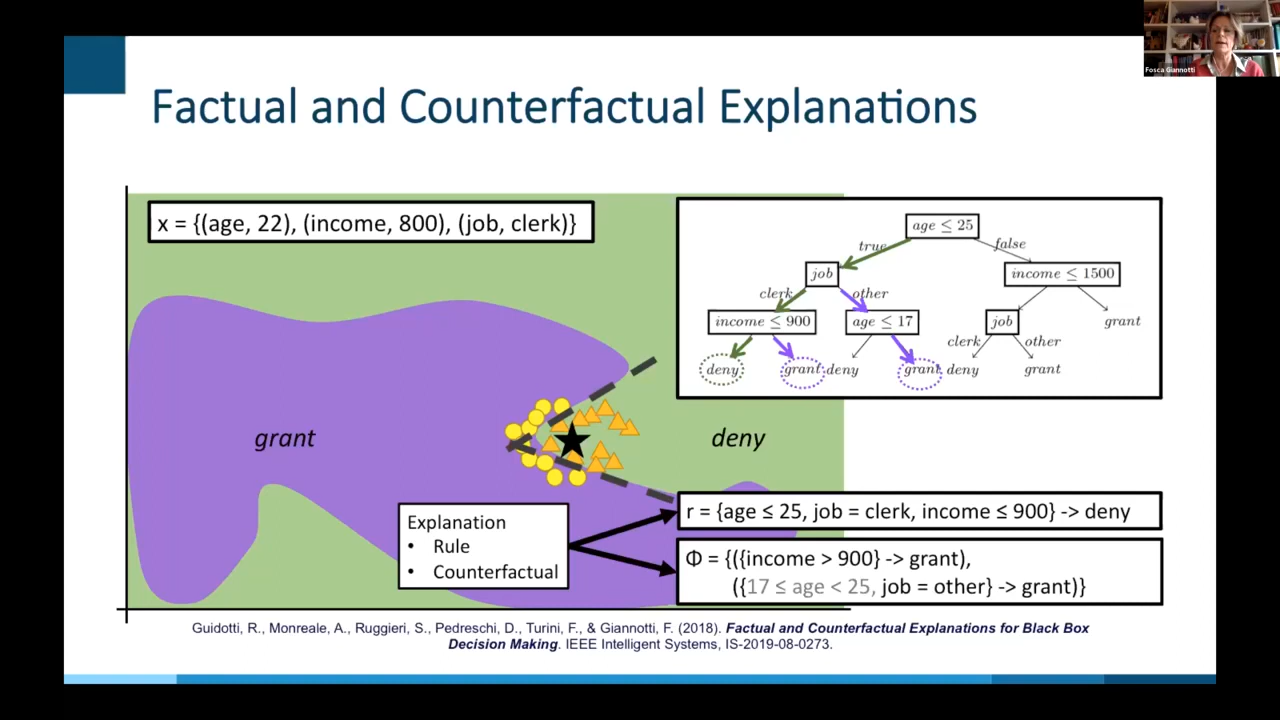 Fosca Giannotti
Factual and Counterfactual Explanations
x = {(age, 22), (income, 800), (job, clerk)}
age ≤ 25
true
false
job
income ≤ 1500
clerk
other
income ≤ 900
age ≤ 17
job
grant
clerk
other
deny
grant
deny
grant
deny
grant
grant
deny
Explanation
• Rule
• Counterfactual
r = {age ≤ 25, job = clerk, income ≤ 900} -> deny
Φ = {({income > 900} -> grant),
({17 ≤ age < 25, job = other} -> grant)}
Guidotti, R., Monreale, A., Ruggieri, S., Pedreschi, D., Turini, F., & Giannotti, F. (2018). Factual and Counterfactual Explanations for Black Box
Decision Making. IEEE Intelligent Systems, IS-2019-08-0273.